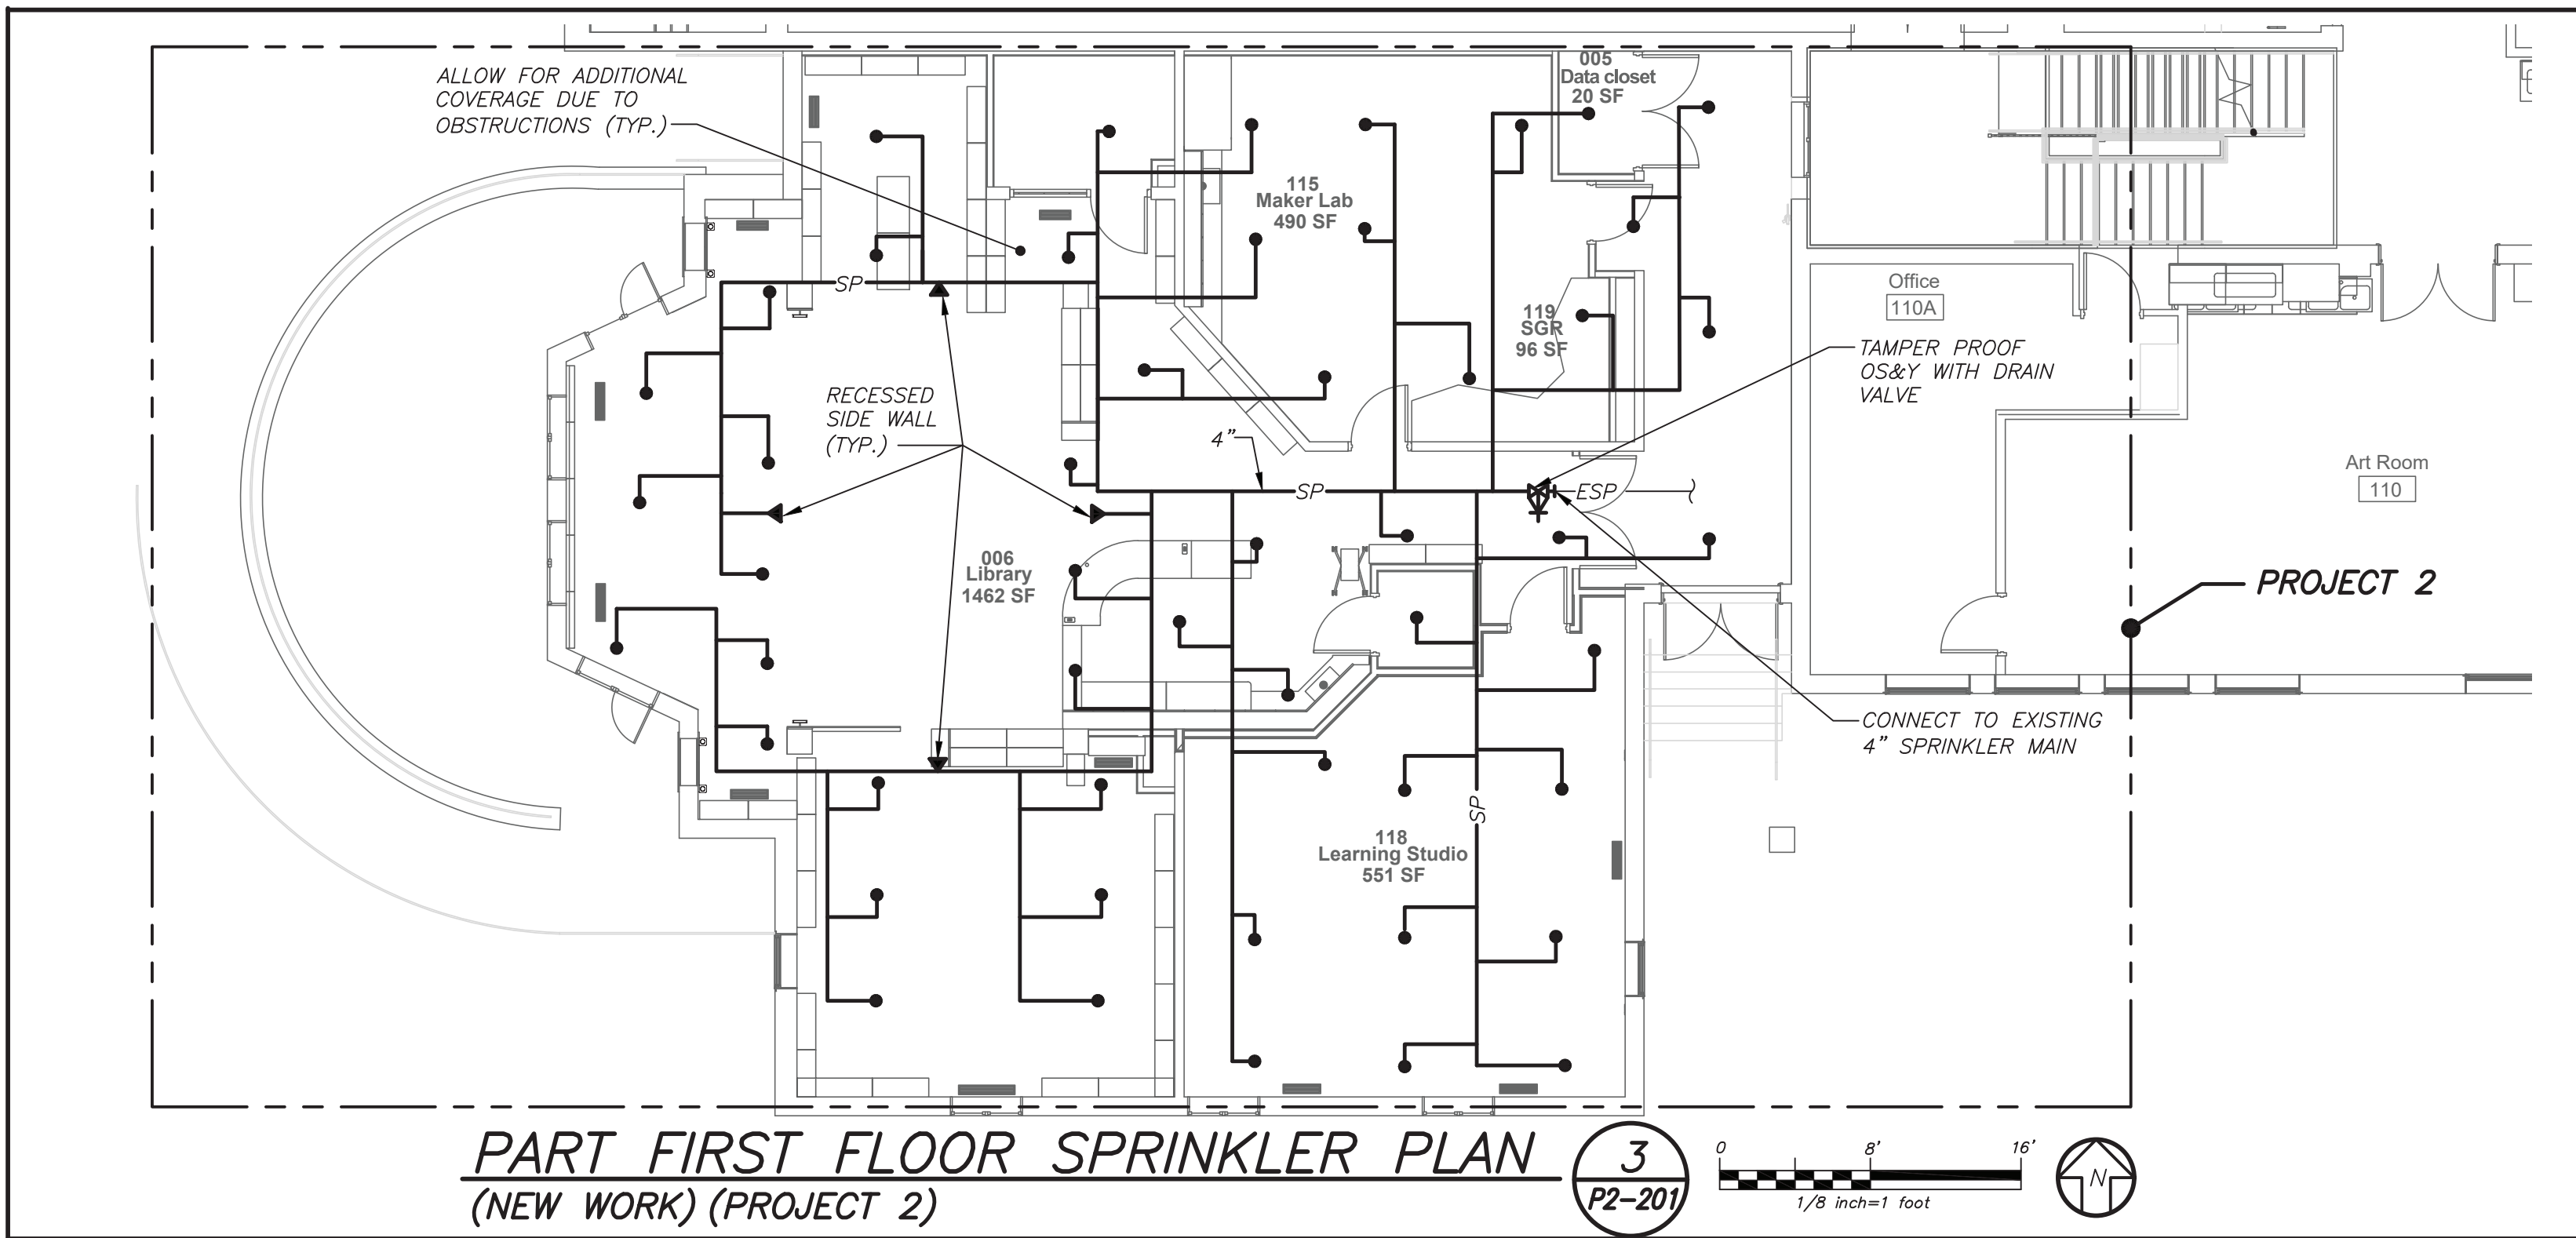 ALLOW FOR ADDITIONAL
COVERAGE DUE TO
OBSTRUCTIONS (TYP.)
005
Data closet
20 SF
115
Maker Lab
490 SF
SP
119
SGR
96 SF
Office
110A
TAMPER PROOF
OS&Y WITH DRAIN
VALVE
RECESSED
SIDE WALL
(TYP.)
4"
SP
ESP
Art Room
110
006
Library
1462 SF
PROJECT 2
CONNECT TO EXISTING
4" SPRINKLER MAIN
SP
118
Learning Studio
551 SF
PART FIRST FLOOR SPRINKLER PLAN
(NEW WORK) (PROJECT 2)
3
P2-201
0 8' 16'
1/8 inch=1 foot
N